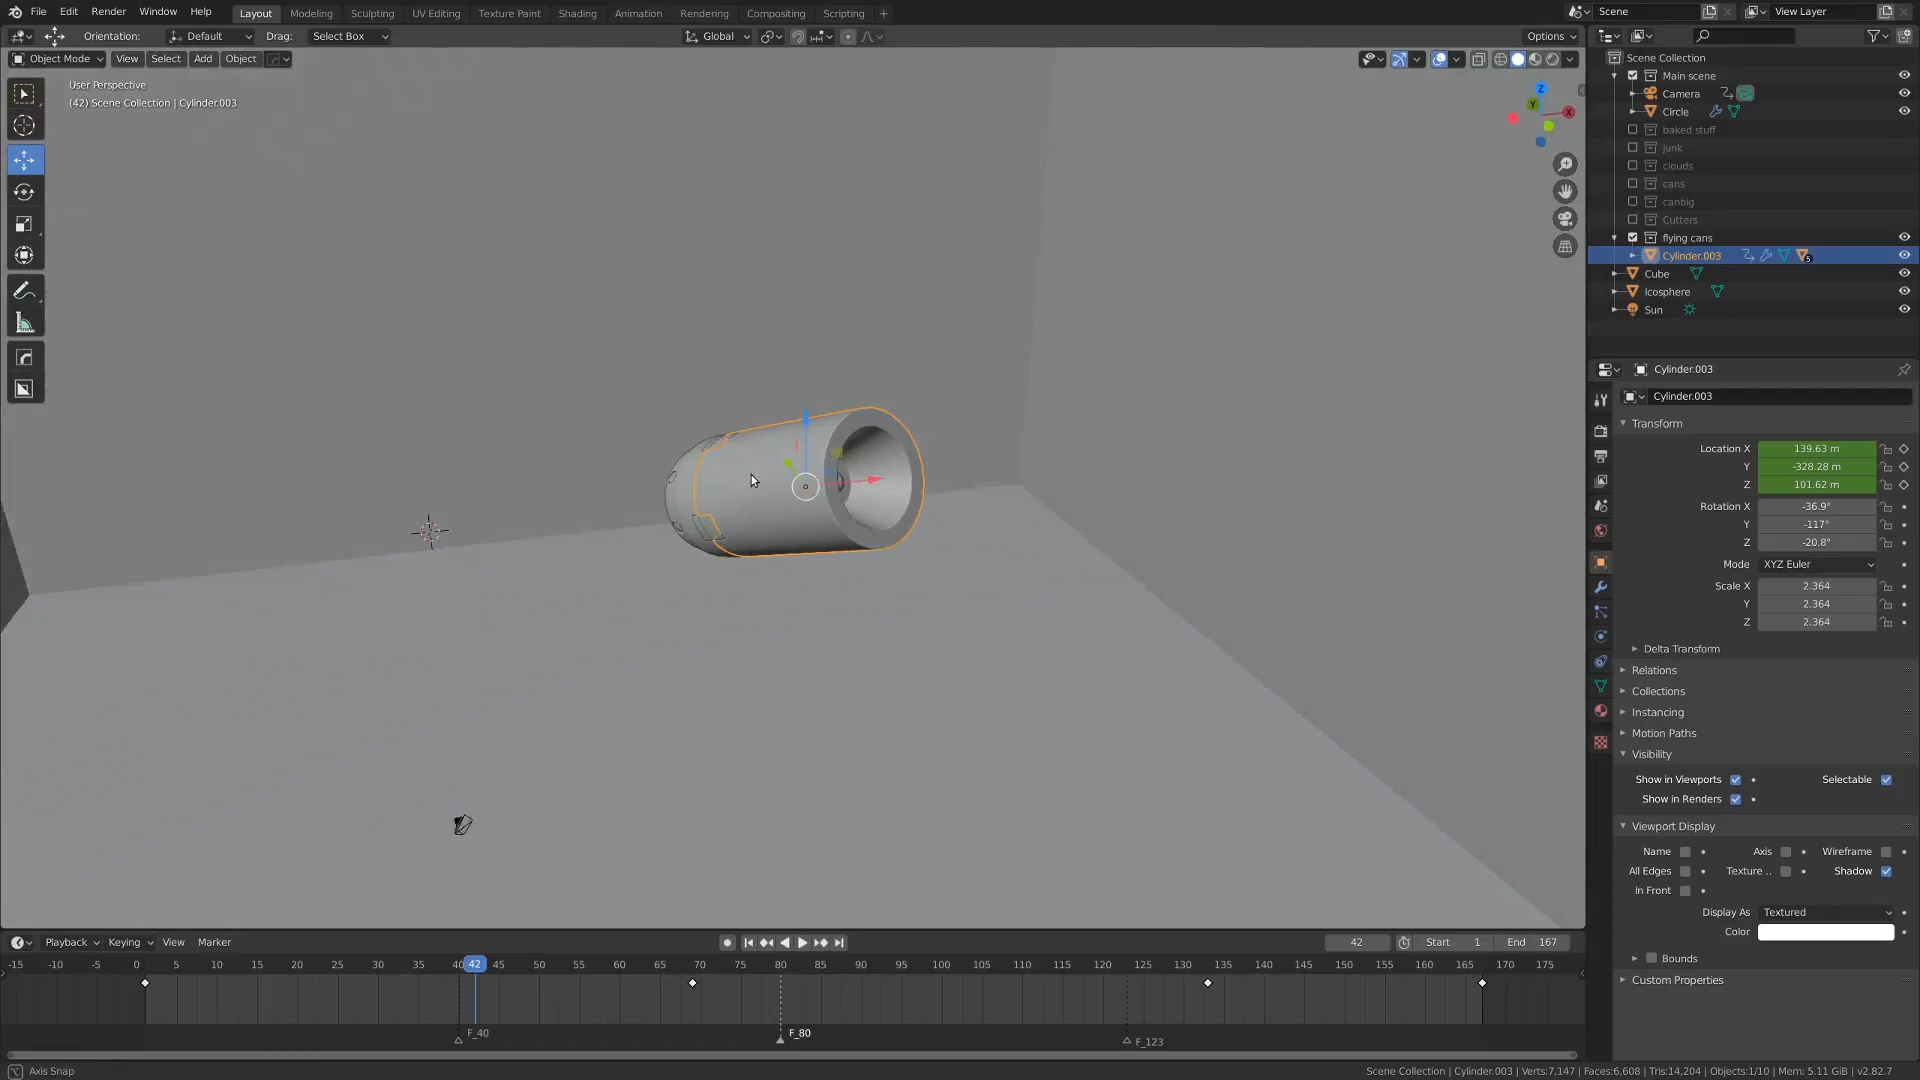 File Edit Render Window Help Layout Modeling Sculpting UV Editing Texture Paint Shading Animation Rendering Compositing Scripting + Scene View Layer
Orientation: Default Drag: Select Box Global Options
Object Mode View Select Add Object
User Perspective
(42) Scene Collection | Cylinder.003
Z
Y
X
Scene Collection
Main scene
Camera
Circle
baked stuff
Junk
clouds
cans
canbig
Cutters
flying cans
Cylinder.003 5
Cube
Icosphere
Sun
Cylinder.003
Cylinder.003
Transform
Location X 139.63 m
Y -328.28 m
Z 101.62 m
Rotation X -36.9°
Y -117°
Z -20.8°
Mode XYZ Euler
Scale X 2.364
Y 2.364
Z 2.364
Delta Transform
Relations
Collections
Instancing
Motion Paths
Visibility
Show in Viewports Selectable
Show in Renders
Viewport Display
Name Axis Wireframe
All Edges Texture .. Shadow
In Front
Display As Textured
Color
Bounds
Custom Properties
Playback Keying View Marker 42 Start 1 End 167
-15 -10 -5 0 5 10 15 20 25 30 35 40 42 45 50 55 60 65 70 75 80 85 90 95 100 105 110 115 120 125 130 135 140 145 150 155 160 165 170 175
F_40 F_80 F_123
Axis Snap Scene Collection | Cylinder.003 | Verts:7,147 | Faces:6,608 | Tris:14,204 | Objects:1/10 | Mem: 5.11 GiB | v2.82.7